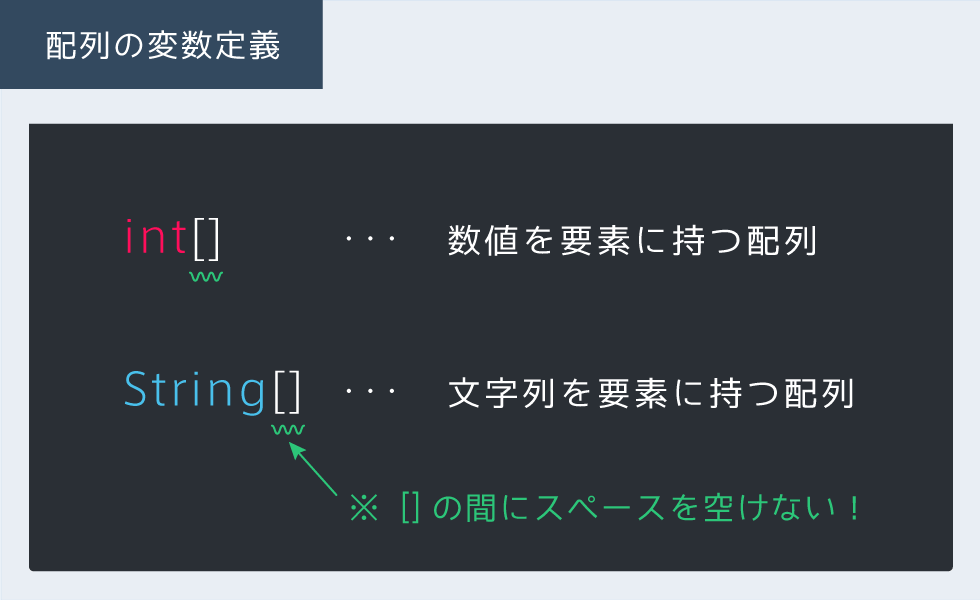 配列の変数定義
int[] ・・・ 数値を要素に持つ配列
String[] ・・・ 文字列を要素に持つ配列
※ [] の間にスペースを空けない！